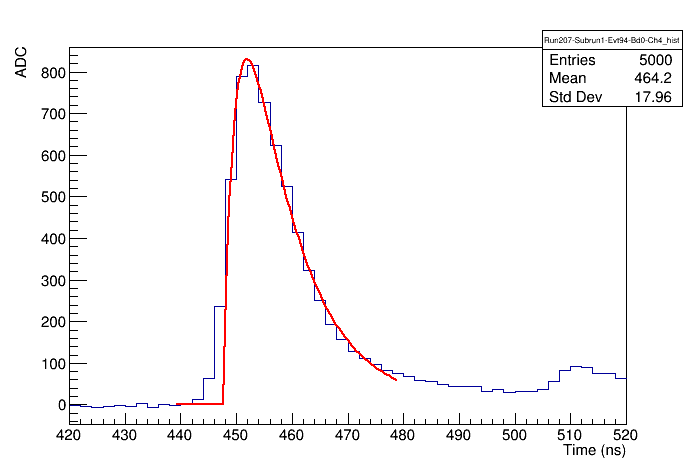 Run207-Subrun1-Evt94-Bd0-Ch4_hist
Entries 5000
Mean 464.2
Std Dev 17.96
ADC
800
700
600
500
400
300
200
100
0
420 430 440 450 460 470 480 490 500 510 520
Time (ns)